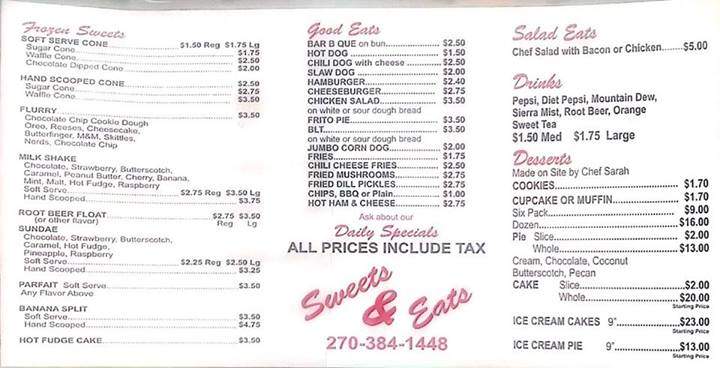 Frozen Sweets
SOFT SERVE CONE..........$1.50 Reg $1.75 Lg
Sugar Cone..........$1.75
Waffle Cone..........$2.50
Chocolate Dipped Cone..........$2.00
HAND SCOOPED CONE..........$2.50
Sugar Cone..........$2.75
Waffle Cone..........$3.50
FLURRY..........$3.50
Chocolate Chip Cookie Dough
Oreo, Reeses, Cheesecake,
Butterfinger, M&M, Skittles,
Nerds, Chocolate Chip
MILK SHAKE
Chocolate, Strawberry, Butterscotch,
Caramel, Peanut Butter, Cherry, Banana,
Mint, Malt, Hot Fudge, Raspberry
Soft Serve..........$2.75 Reg $3.50 Lg
Hand Scooped..........$3.75
ROOT BEER FLOAT..........$2.75 $3.50
(or other flavor) Reg Lg
SUNDAE
Chocolate, Strawberry, Butterscotch,
Caramel, Hot Fudge,
Pineapple, Raspberry
Soft Serve..........$2.25 Reg $2.50 Lg
Hand Scooped..........$3.25
PARFAIT Soft Serve..........$3.50
Any Flavor Above
BANANA SPLIT
Soft Serve..........$3.50
Hand Scooped..........$4.75
HOT FUDGE CAKE..........$3.50
Good Eats
BAR B QUE on bun..........$2.50
HOT DOG..........$1.50
CHILI DOG with cheese..........$2.50
SLAW DOG..........$2.00
HAMBURGER..........$2.40
CHEESEBURGER..........$2.75
CHICKEN SALAD..........$3.50
on white or sour dough bread
FRITO PIE..........$3.50
BLT..........$3.50
on white or sour dough bread
JUMBO CORN DOG..........$2.00
FRIES..........$1.75
CHILI CHEESE FRIES..........$2.50
FRIED MUSHROOMS..........$2.75
FRIED DILL PICKLES..........$2.75
CHIPS, BBQ or Plain..........$1.00
HOT HAM & CHEESE..........$2.75
Ask about our
Daily Specials
ALL PRICES INCLUDE TAX
Sweets
&
Eats
270-384-1448
Salad Eats
Chef Salad with Bacon or Chicken..........$5.00
Drinks
Pepsi, Diet Pepsi, Mountain Dew,
Sierra Mist, Root Beer, Orange
Sweet Tea
$1.50 Med $1.75 Large
Desserts
Made on Site by Chef Sarah
COOKIES..........$1.70
CUPCAKE OR MUFFIN..........$1.70
Six Pack..........$9.00
Dozen..........$16.00
Pie Slice..........$2.00
Whole..........$13.00
Cream, Chocolate, Coconut
Butterscotch, Pecan
CAKE Slice..........$2.00
Whole..........$20.00
Starting Price
ICE CREAM CAKES 9"..........$23.00
Starting Price
ICE CREAM PIE 9"..........$13.00
Starting Price